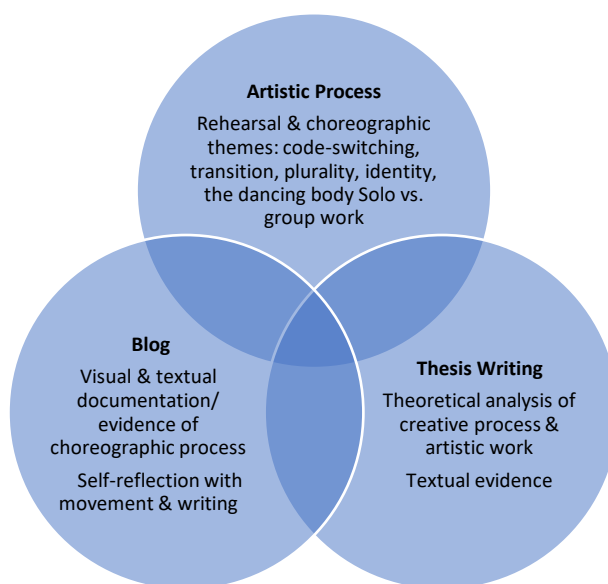 Artistic Process
Rehearsal & choreographic
themes: code-switching,
transition, plurality, identity,
the dancing body Solo vs.
group work
Blog
Visual & textual
documentation/
evidence of
choreographic process
Self-reflection with
movement & writing
Thesis Writing
Theoretical analysis of
creative process &
artistic work
Textual evidence